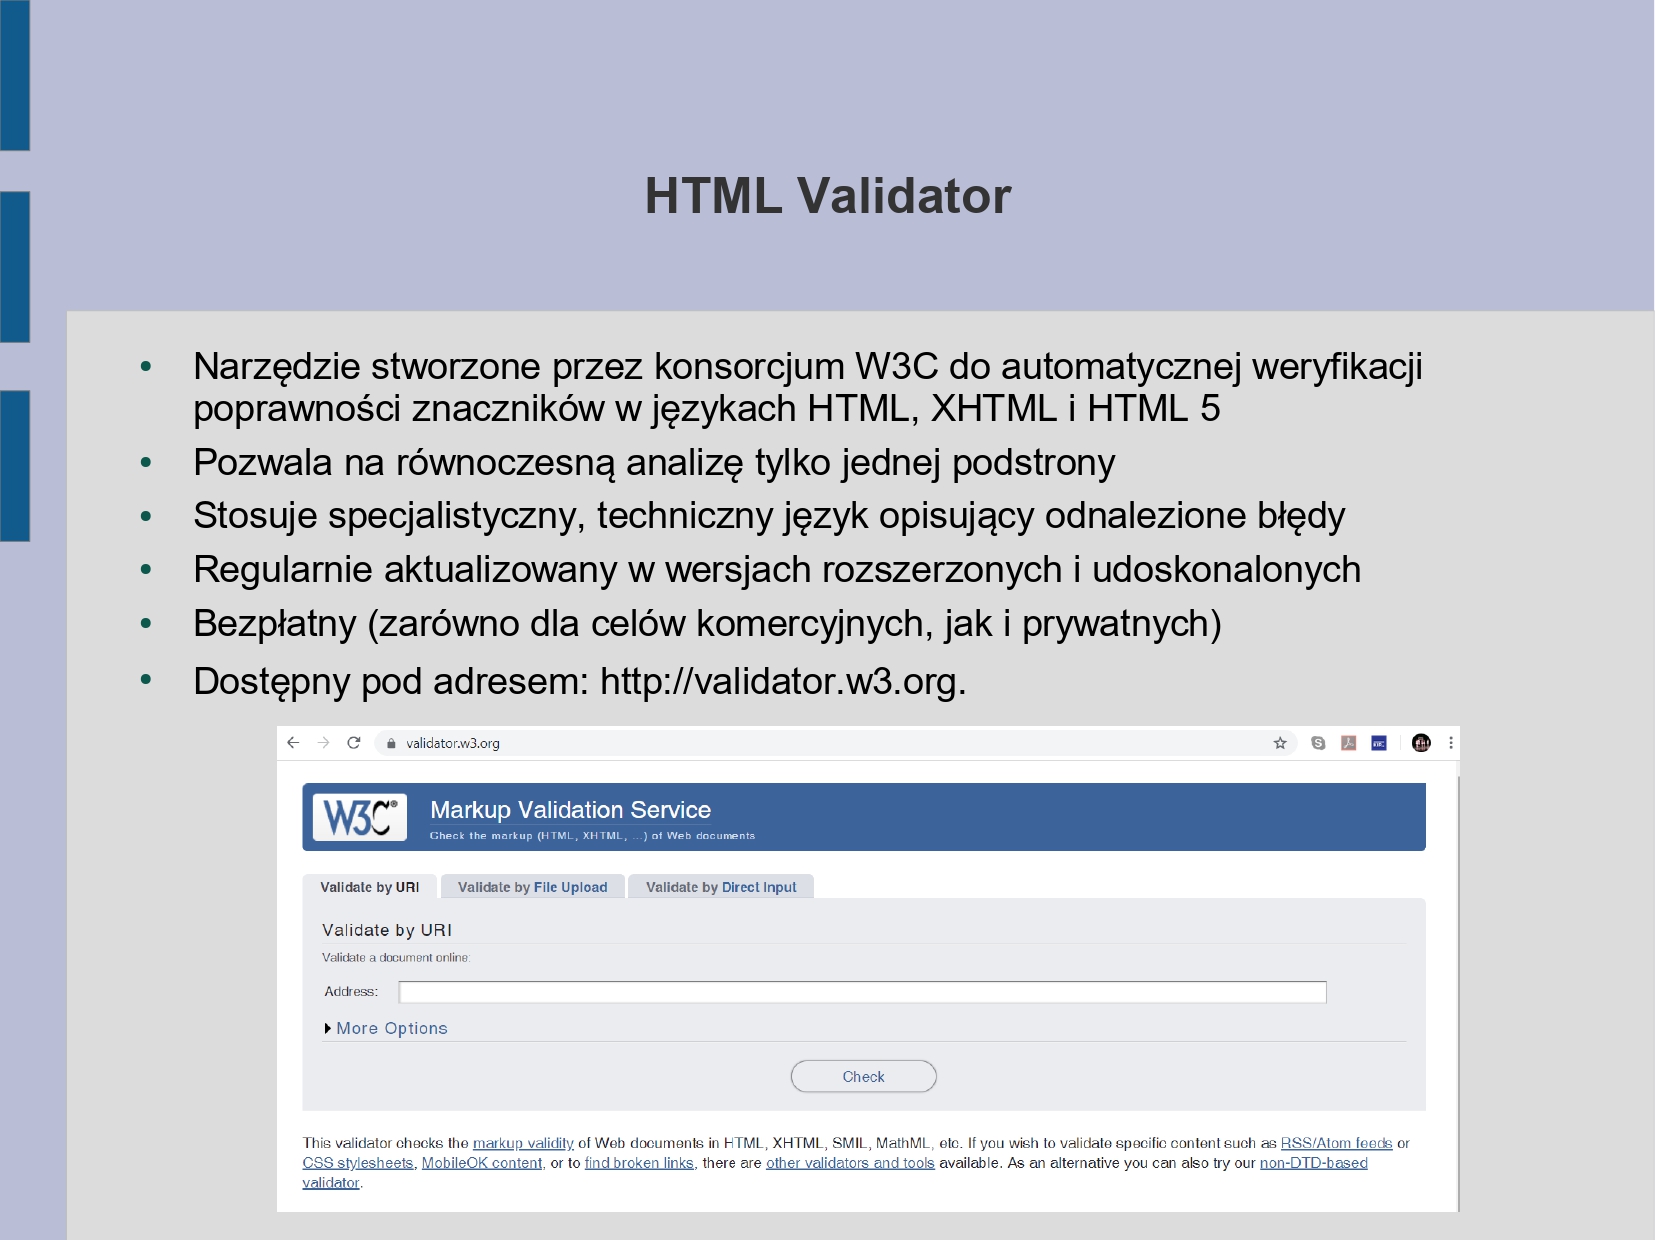 HTML Validator
• Narzędzie stworzone przez konsorcjum W3C do automatycznej weryfikacji
poprawności znaczników w językach HTML, XHTML i HTML 5
• Pozwala na równoczesną analizę tylko jednej podstrony
• Stosuje specjalistyczny, techniczny język opisujący odnalezione błędy
• Regularnie aktualizowany w wersjach rozszerzonych i udoskonalonych
• Bezpłatny (zarówno dla celów komercyjnych, jak i prywatnych)
• Dostępny pod adresem: http://validator.w3.org.
validator.w3.org
W3C® Markup Validation Service
Check the markup (HTML, XHTML, ...) of Web documents
Validate by URI Validate by File Upload Validate by Direct Input
Validate by URI
Validate a document online:
Address:
More Options
Check
This validator checks the markup validity of Web documents in HTML, XHTML, SMIL, MathML, etc. If you wish to validate specific content such as RSS/Atom feeds or
CSS stylesheets, MobileOK content, or to find broken links, there are other validators and tools available. As an alternative you can also try our non-DTD-based
validator.